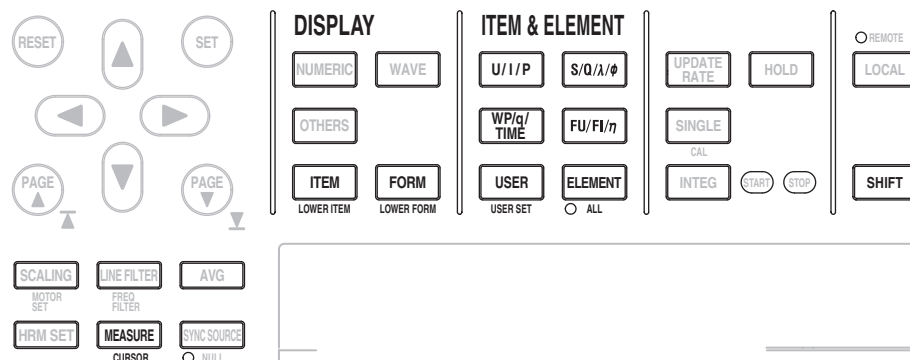 DISPLAY
ITEM & ELEMENT
RESET
SET
REMOTE
NUMERIC
WAVE
U/I/P
S/Q/λ/ϕ
UPDATE
RATE
HOLD
LOCAL
OTHERS
WP/q/
TIME
FU/FI/η
SINGLE
CAL
PAGE
PAGE
ITEM
FORM
USER
ELEMENT
INTEG
START
STOP
SHIFT
LOWER ITEM
LOWER FORM
USER SET
ALL
SCALING
LINE FILTER
AVG
MOTOR
SET
FREQ
FILTER
HRM SET
MEASURE
SYNC SOURCE
CURSOR
NULL